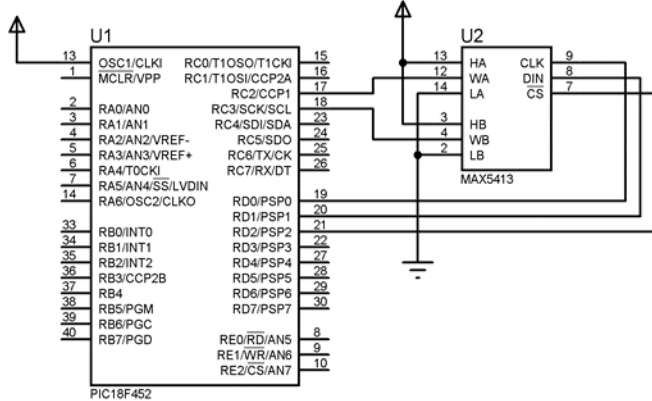 U1
13 OSC1/CLKI
1 MCLR/VPP
2 RA0/AN0
3 RA1/AN1
4 RA2/AN2/VREF-
5 RA3/AN3/VREF+
6 RA4/T0CKI
7 RA5/AN4/SS/LVDIN
14 RA6/OSC2/CLKO
33 RB0/INT0
34 RB1/INT1
35 RB2/INT2
36 RB3/CCP2B
37 RB4
38 RB5/PGM
39 RB6/PGC
40 RB7/PGD
RC0/T1OSO/T1CKI 15
RC1/T1OSI/CCP2A 16
RC2/CCP1 17
RC3/SCK/SCL 18
RC4/SDI/SDA 23
RC5/SDO 24
RC6/TX/CK 25
RC7/RX/DT 26
RD0/PSP0 19
RD1/PSP1 20
RD2/PSP2 21
RD3/PSP3 22
RD4/PSP4 27
RD5/PSP5 28
RD6/PSP6 29
RD7/PSP7 30
RE0/RD/AN5 8
RE1/WR/AN6 9
RE2/CS/AN7 10
PIC18F452
U2
13 HA
12 WA
14 LA
3 HB
4 WB
2 LB
CLK 9
DIN 8
CS 7
MAX5413